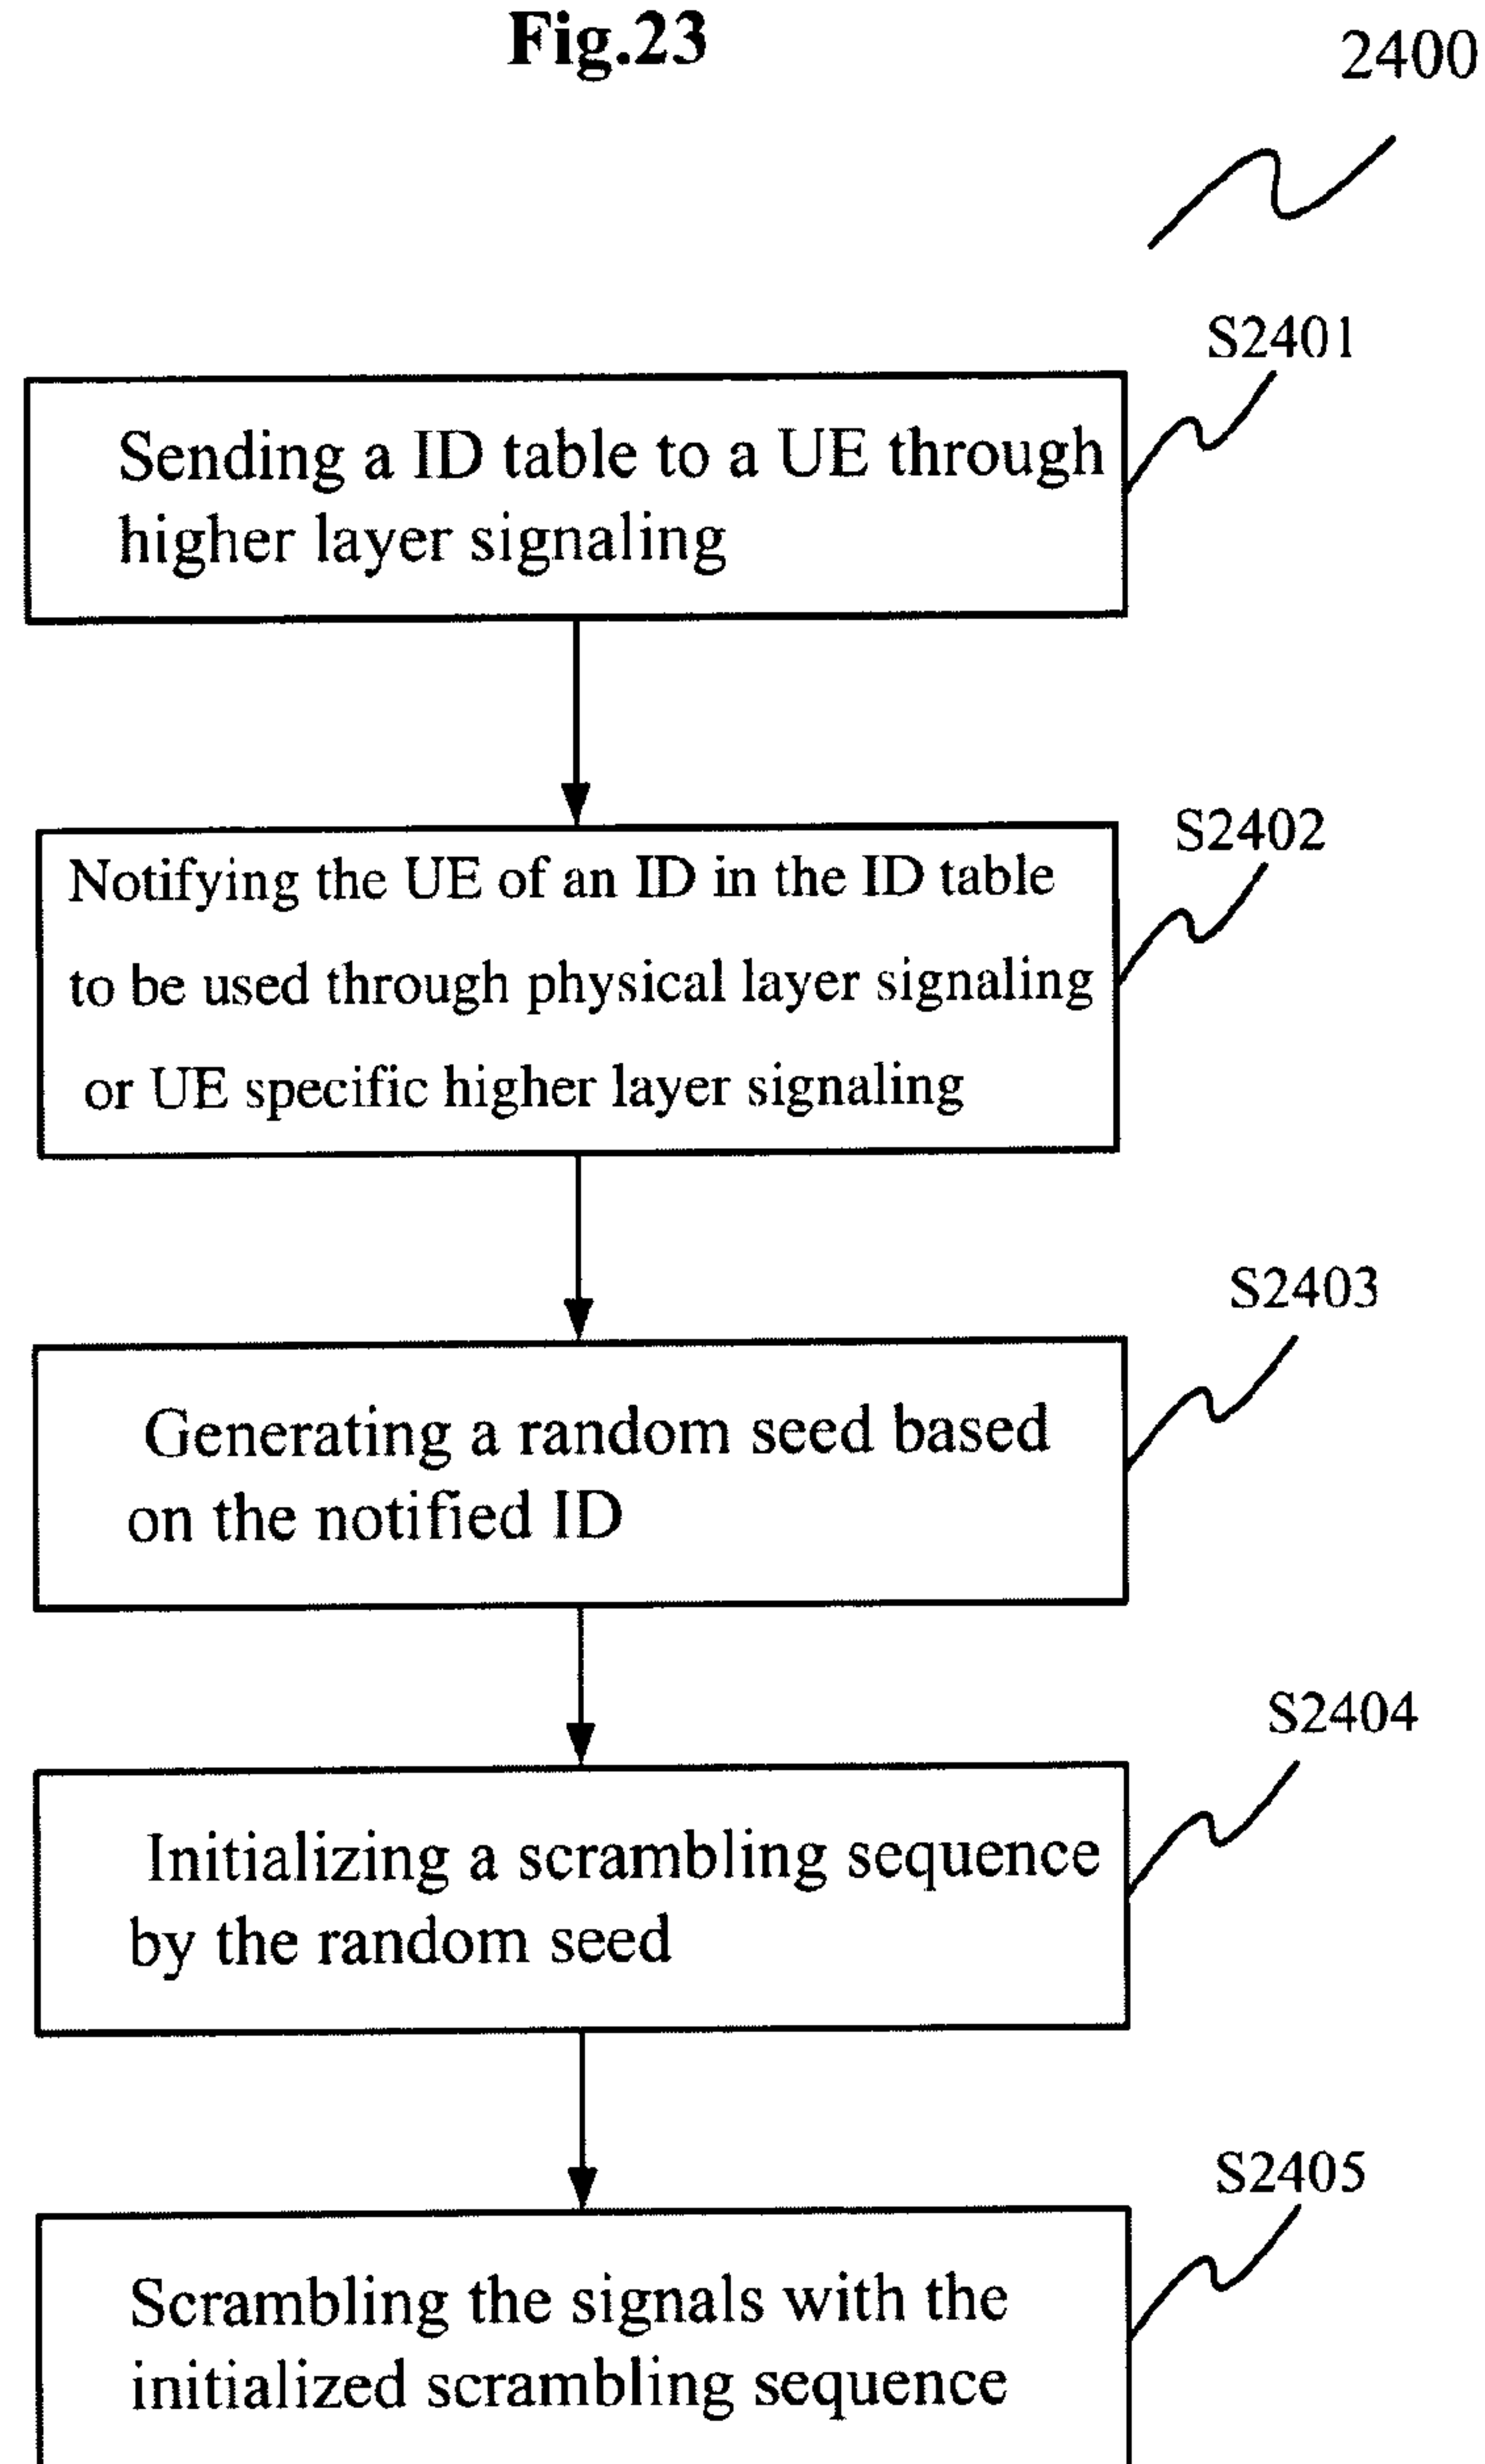 Fig.23
2400
S2401
Sending a ID table to a UE through
higher layer signaling
S2402
Notifying the UE of an ID in the ID table
to be used through physical layer signaling
or UE specific higher layer signaling
S2403
Generating a random seed based
on the notified ID
S2404
Initializing a scrambling sequence
by the random seed
S2405
Scrambling the signals with the
initialized scrambling sequence